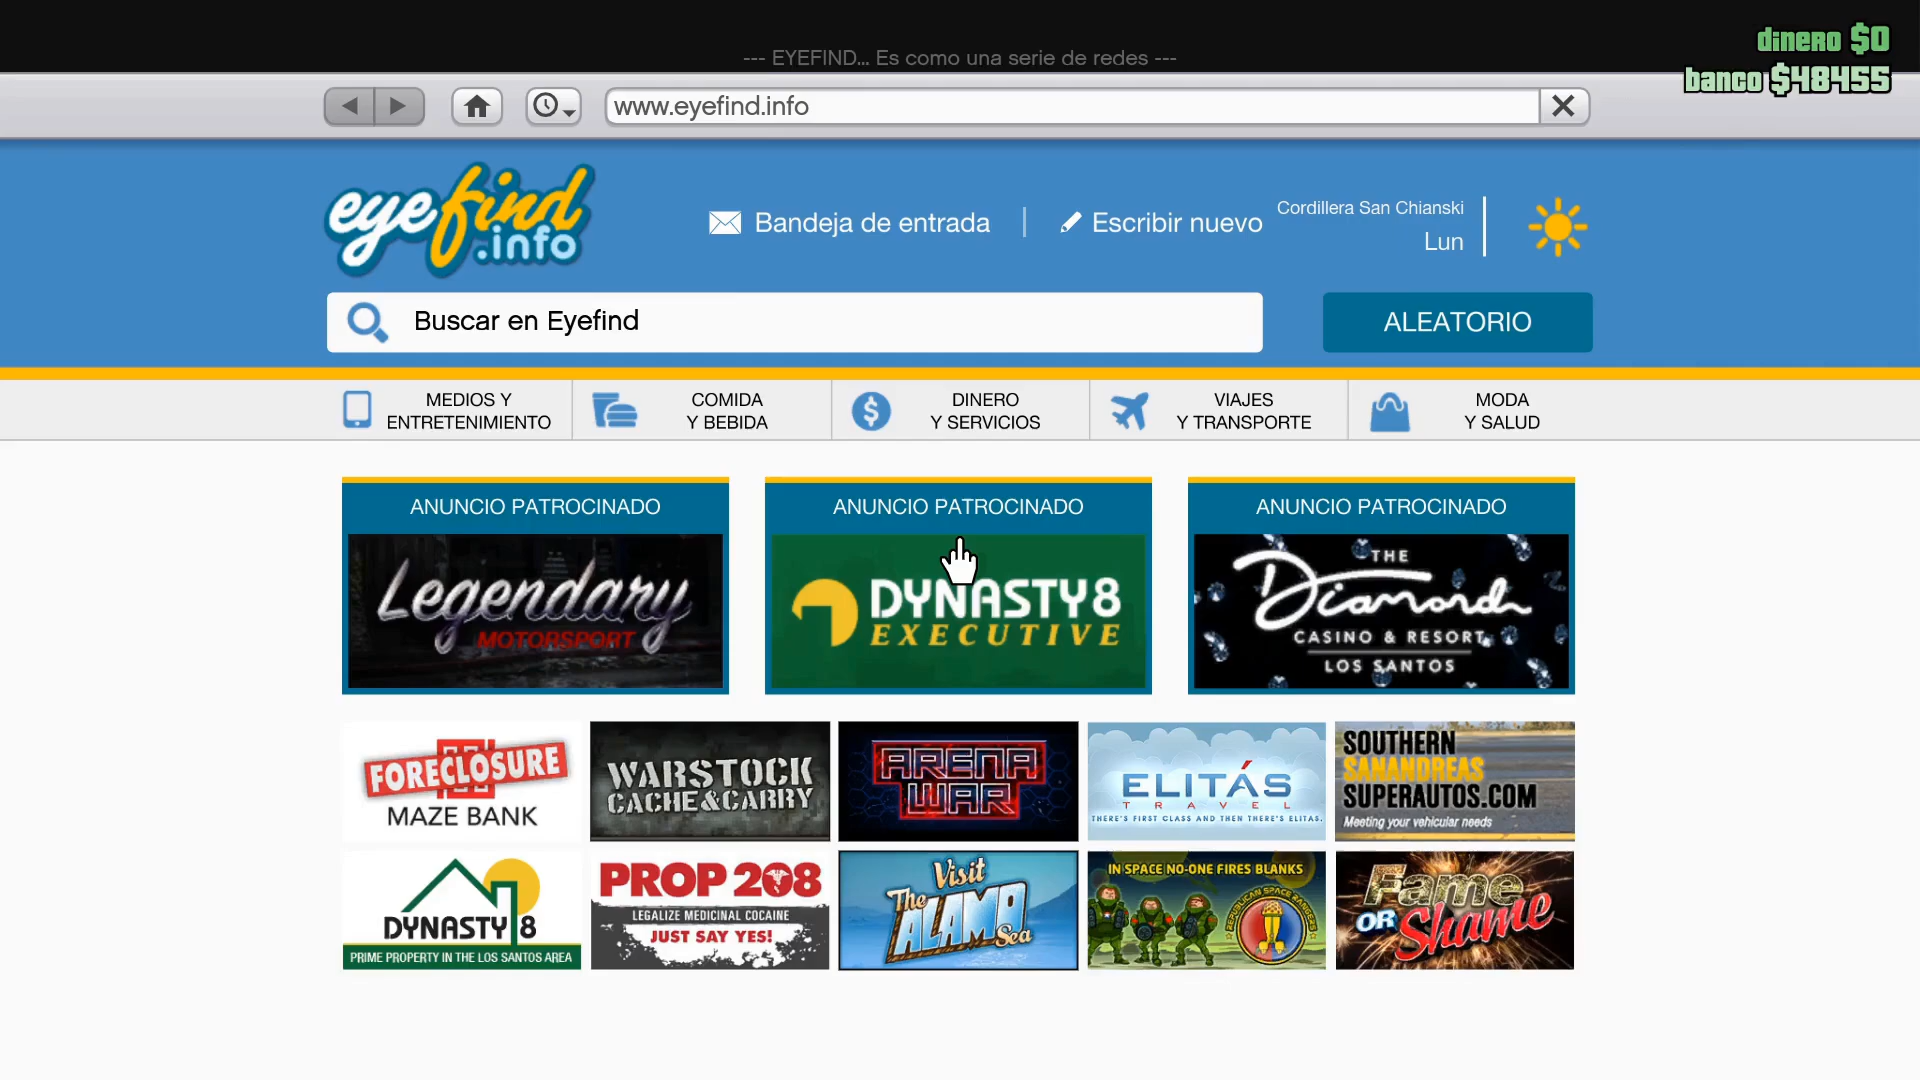 dinero $0
--- EYEFIND... Es como una serie de redes ---
banco $48455
www.eyefind.info
eyefind
.info
Bandeja de entrada
Escribir nuevo
Cordillera San Chianski
Lun
Buscar en Eyefind
ALEATORIO
MEDIOS Y
ENTRETENIMIENTO
COMIDA
Y BEBIDA
DINERO
Y SERVICIOS
VIAJES
Y TRANSPORTE
MODA
Y SALUD
ANUNCIO PATROCINADO
Legendary
MOTORSPORT
ANUNCIO PATROCINADO
DYNASTY 8
EXECUTIVE
ANUNCIO PATROCINADO
THE
Diamond
CASINO & RESORT
LOS SANTOS
FORECLOSURE
MAZE BANK
WARSTOCK
CACHE&CARRY
ARENA
WAR
ELITÁS
TRAVEL
THERE'S FIRST CLASS AND THEN THERE'S ELITAS.
SOUTHERN
SANANDREAS
SUPERAUTOS.COM
Meeting your vehicular needs
DYNASTY 8
PRIME PROPERTY IN THE LOS SANTOS AREA
PROP 208
LEGALIZE MEDICINAL COCAINE
JUST SAY YES!
Visit
The ALAMO
Sea
IN SPACE NO-ONE FIRES BLANKS
REPUBLICAN SPACE RANGERS
Fame
OR Shame